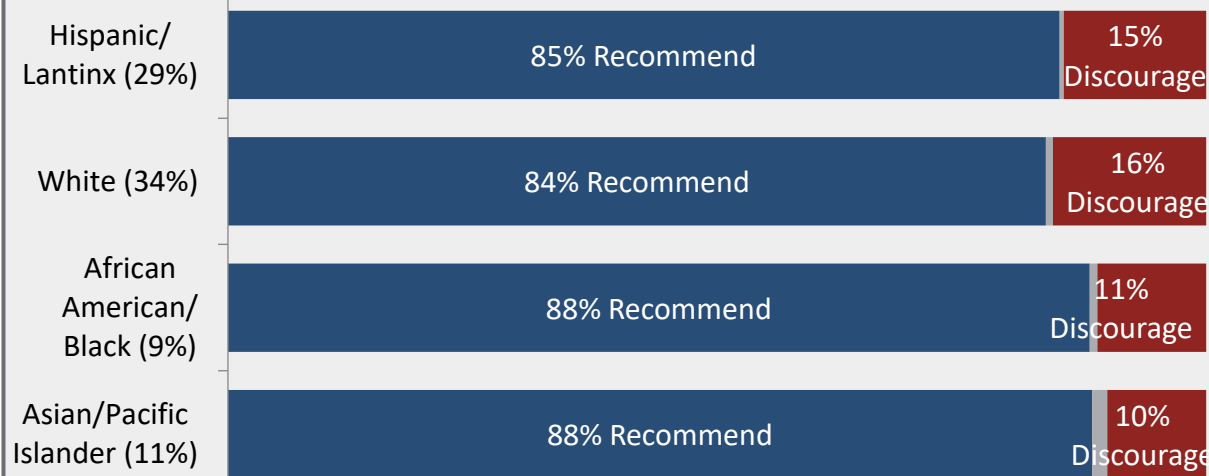 Hispanic/
Lantinx (29%)
85% Recommend
15%
Discourage
White (34%)
84% Recommend
16%
Discourage
African
American/
Black (9%)
88% Recommend
11%
Discourage
Asian/Pacific
Islander (11%)
88% Recommend
10%
Discourage